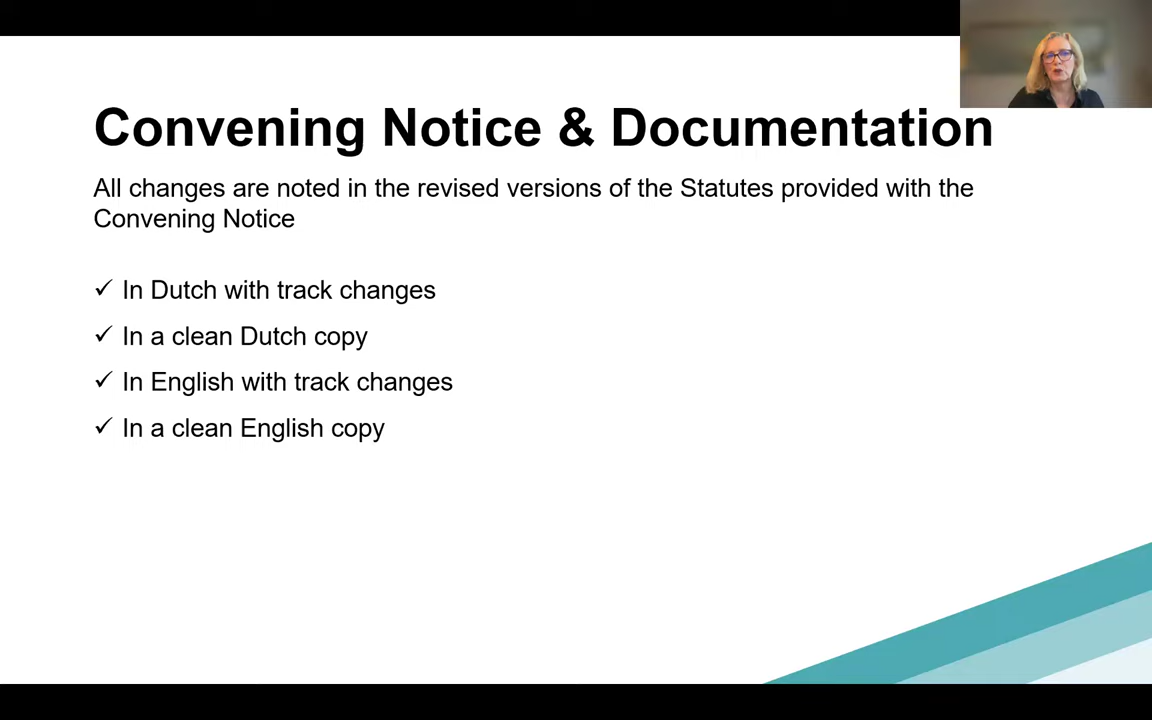 Convening Notice & Documentation
All changes are noted in the revised versions of the Statutes provided with the
Convening Notice
✓ In Dutch with track changes
✓ In a clean Dutch copy
✓ In English with track changes
✓ In a clean English copy